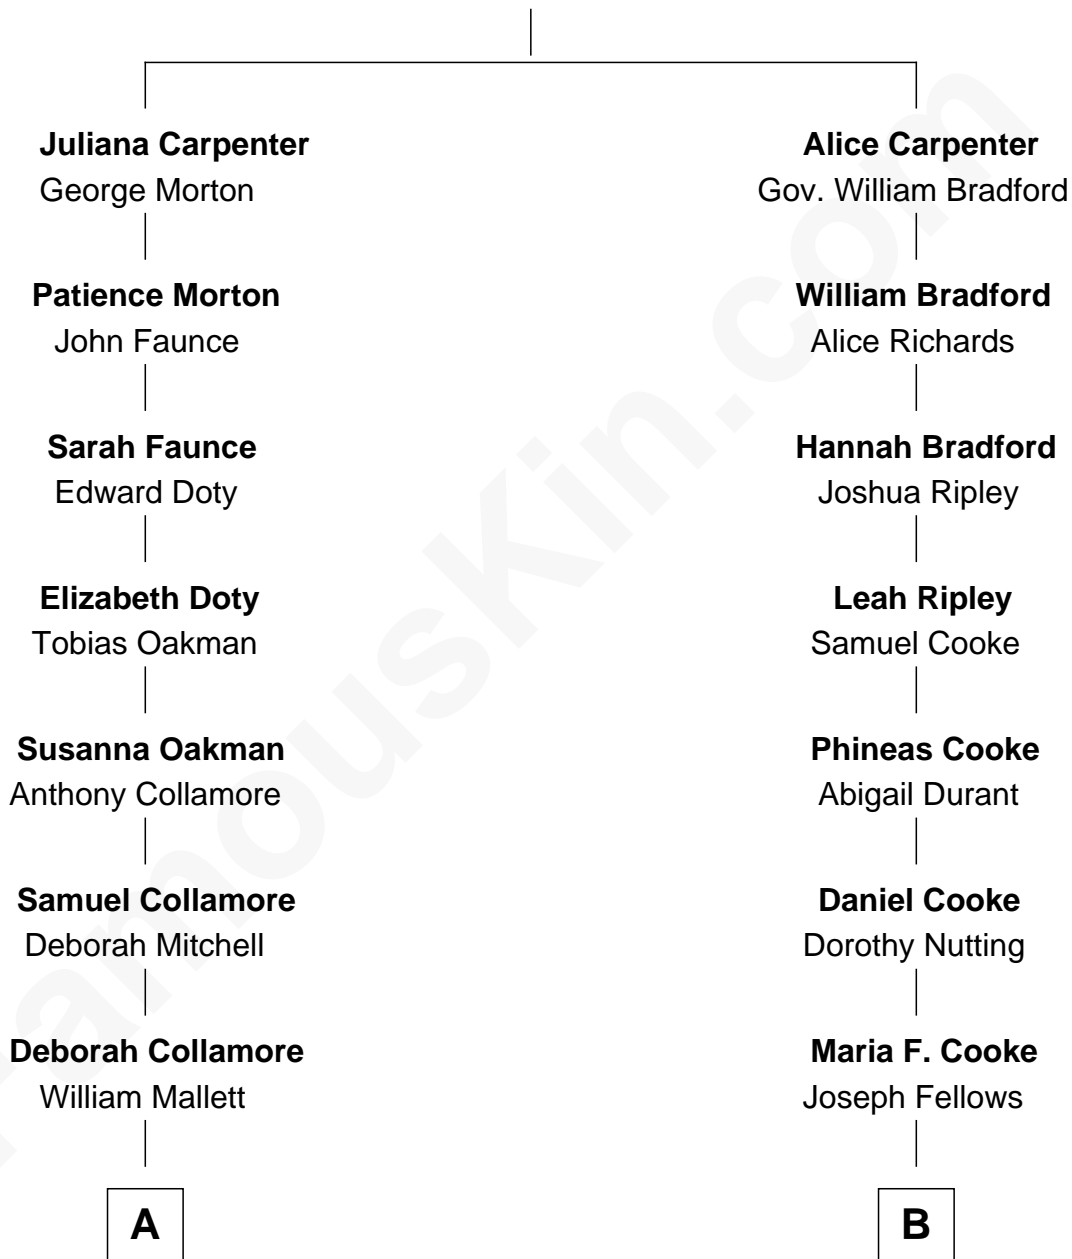 Juliana Carpenter
George Morton
Alice Carpenter
Gov. William Bradford
Patience Morton
John Faunce
William Bradford
Alice Richards
Sarah Faunce
Edward Doty
Hannah Bradford
Joshua Ripley
Elizabeth Doty
Tobias Oakman
Leah Ripley
Samuel Cooke
Susanna Oakman
Anthony Collamore
Phineas Cooke
Abigail Durant
Samuel Collamore
Deborah Mitchell
Daniel Cooke
Dorothy Nutting
Deborah Collamore
William Mallett
Maria F. Cooke
Joseph Fellows
A
B
FamousKin.com